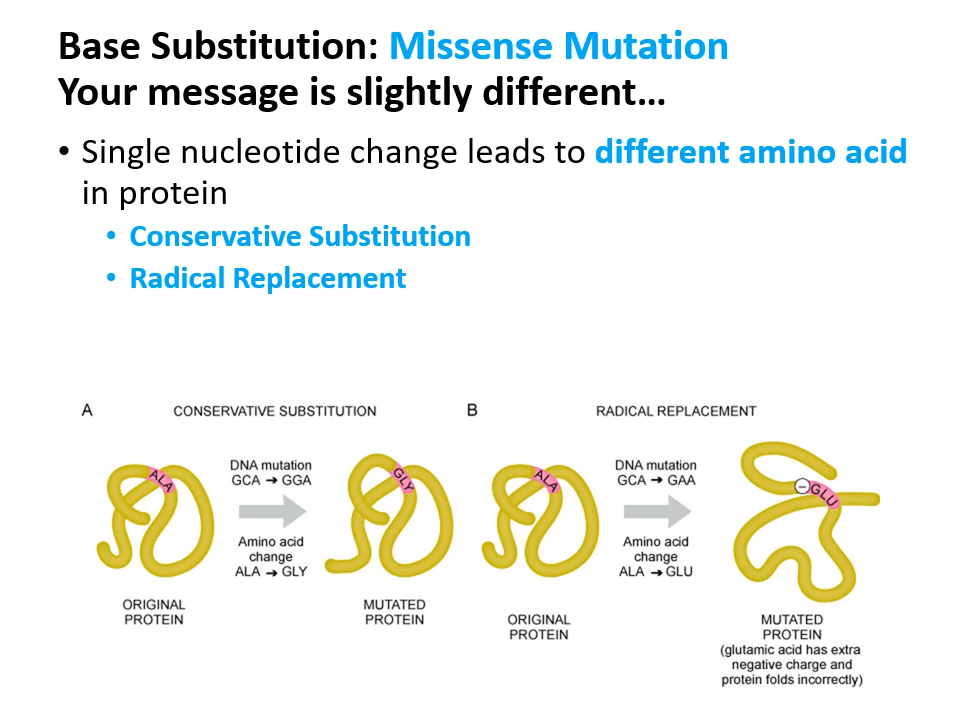 Base Substitution: Missense Mutation
Your message is slightly different…
• Single nucleotide change leads to different amino acid
in protein
• Conservative Substitution
• Radical Replacement
A CONSERVATIVE SUBSTITUTION
ALA
DNA mutation
GCA → GGA
Amino acid
change
ALA → GLY
GLY
ORIGINAL
PROTEIN
MUTATED
PROTEIN
B RADICAL REPLACEMENT
ALA
DNA mutation
GCA → GAA
Amino acid
change
ALA → GLU
−GLU
ORIGINAL
PROTEIN
MUTATED
PROTEIN
(glutamic acid has extra
negative charge and
protein folds incorrectly)